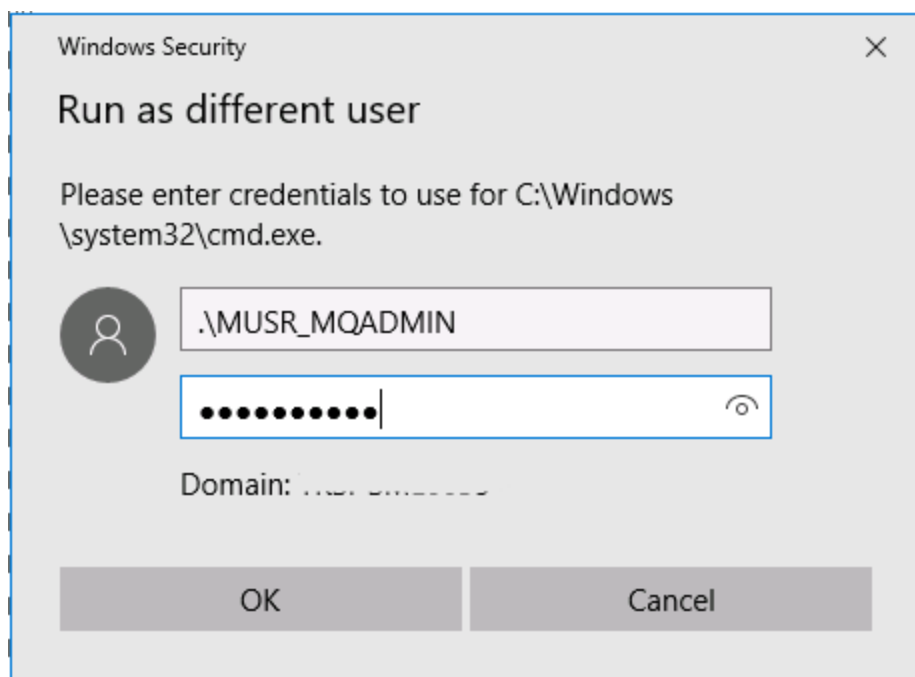 Windows Security
Run as different user
Please enter credentials to use for C:\Windows
\system32\cmd.exe.
.\MUSR_MQADMIN
●●●●●●●●●●
Domain:
OK
Cancel